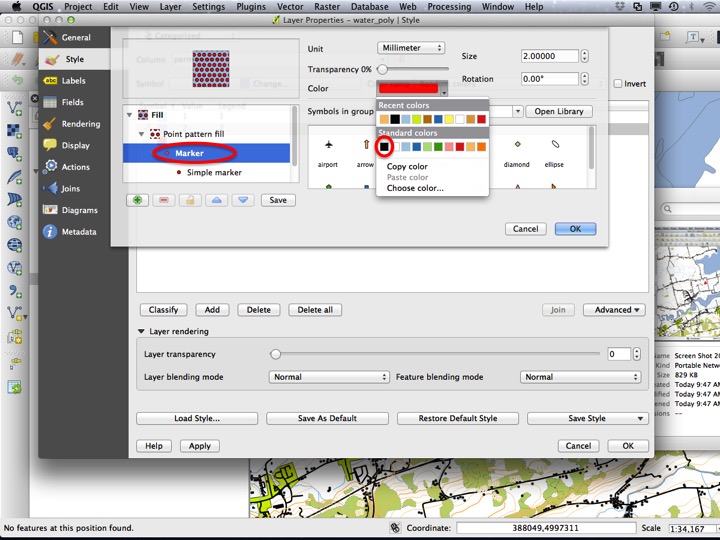 QGIS Project Edit View Layer Settings Plugins Vector Raster Database Web Processing Window Help
Layer Properties - water_poly | Style
General
Style
Labels
Fields
Rendering
Display
Actions
Joins
Diagrams
Metadata
Categorized
Column
Symbol
Change...
Unit
Millimeter
Size
2.00000
Transparency 0%
Rotation
0.00°
Color
Invert
Recent colors
Standard colors
Copy color
Paste color
Choose color...
Symbols in group
Open Library
Fill
Point pattern fill
Marker
Simple marker
airport
arrow
diamond
ellipse
Save
Cancel
OK
Classify
Add
Delete
Delete all
Join
Advanced
Layer rendering
Layer transparency
0
Layer blending mode
Normal
Feature blending mode
Normal
Load Style...
Save As Default
Restore Default Style
Save Style
Help
Apply
Cancel
OK
Name Screen Shot 20
Kind Portable Netwo
Size 829 KB
Created Today 9:47 AM
Today 9:47 AM
Today 9:47 AM
--
No features at this position found.
Coordinate:
388049,4997311
Scale
1:34,167